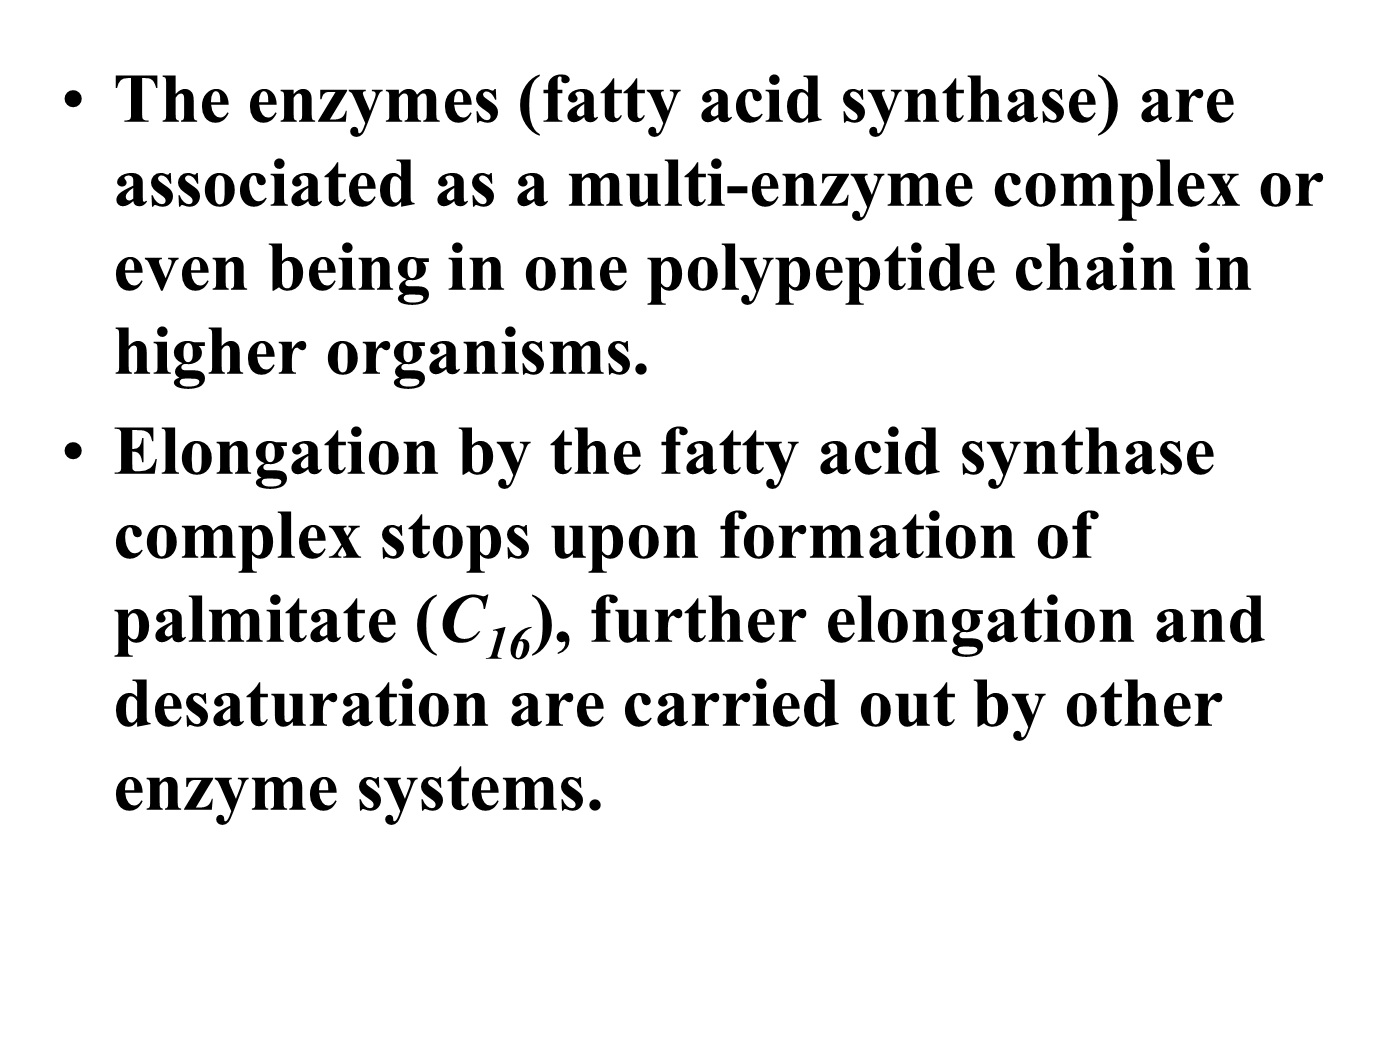 • The enzymes (fatty acid synthase) are
associated as a multi-enzyme complex or
even being in one polypeptide chain in
higher organisms.
• Elongation by the fatty acid synthase
complex stops upon formation of
palmitate (C₁₆), further elongation and
desaturation are carried out by other
enzyme systems.